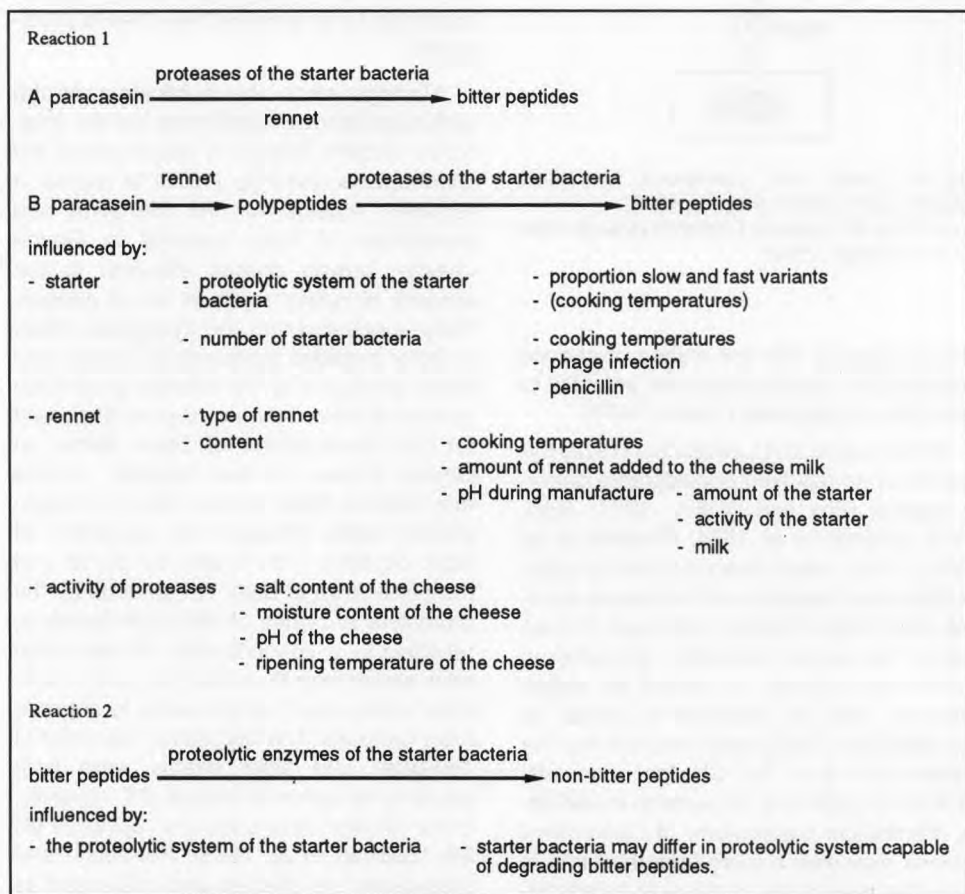 Reaction 1
proteases of the starter bacteria
A paracasein bitter peptides
rennet
rennet proteases of the starter bacteria
B paracasein polypeptides bitter peptides
influenced by:
- starter - proteolytic system of the starter - proportion slow and fast variants
bacteria - (cooking temperatures)
- number of starter bacteria - cooking temperatures
- phage infection
- penicillin
- rennet - type of rennet
- content - cooking temperatures
- amount of rennet added to the cheese milk
- pH during manufacture - amount of the starter
- activity of the starter
- milk
- activity of proteases - salt content of the cheese
- moisture content of the cheese
- pH of the cheese
- ripening temperature of the cheese
Reaction 2
proteolytic enzymes of the starter bacteria
bitter peptides non-bitter peptides
influenced by:
- the proteolytic system of the starter bacteria - starter bacteria may differ in proteolytic system capable
of degrading bitter peptides.